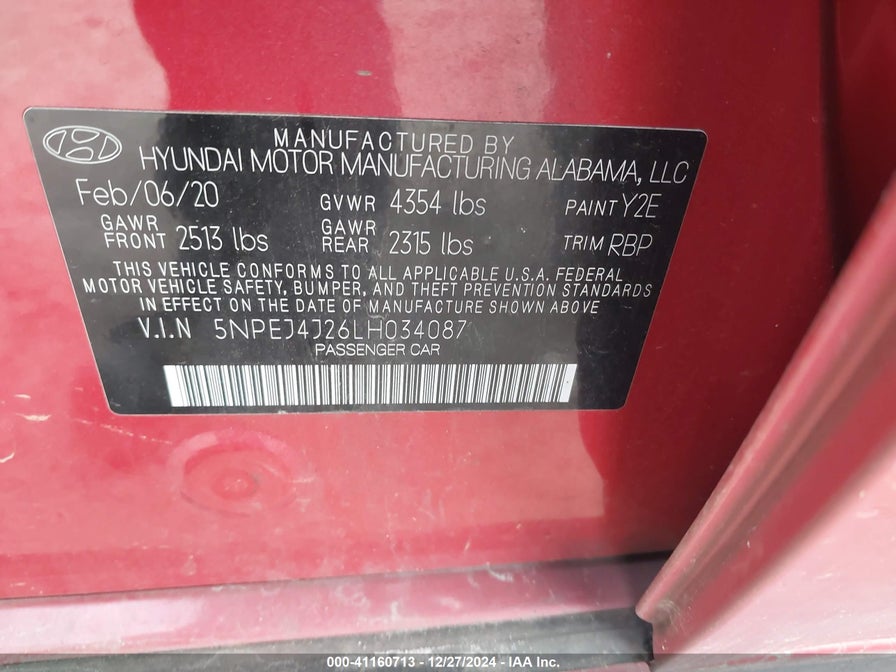 MANUFACTURED BY
HYUNDAI MOTOR MANUFACTURING ALABAMA, LLC
Feb/06/20 GVWR 4354 lbs PAINT Y2E
GAWR FRONT 2513 lbs GAWR REAR 2315 lbs TRIM RBP
THIS VEHICLE CONFORMS TO ALL APPLICABLE U.S.A. FEDERAL
MOTOR VEHICLE SAFETY, BUMPER, AND THEFT PREVENTION STANDARDS
IN EFFECT ON THE DATE OF MANUFACTURE SHOWN ABOVE
V.I.N 5NPEJ4J26LH034087
PASSENGER CAR
000-41160713 - 12/27/2024 - IAA Inc.